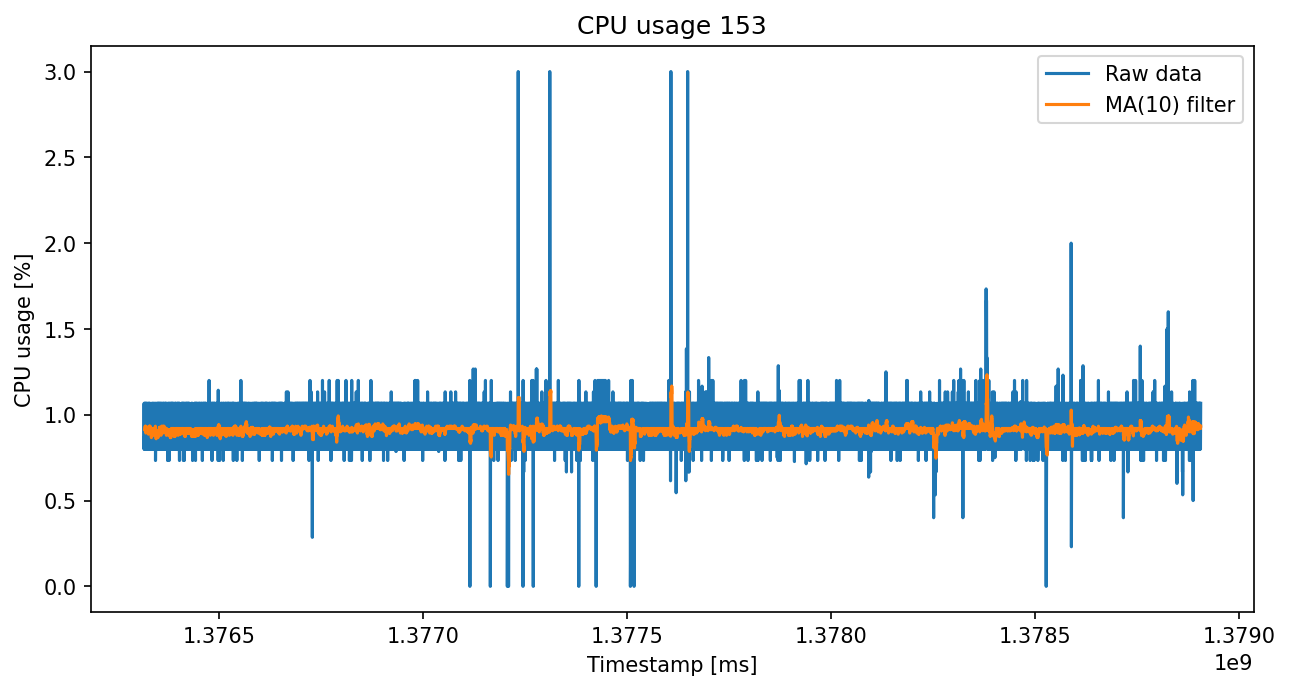 CPU usage 153
Raw data
MA(10) filter
CPU usage [%]
3.0
2.5
2.0
1.5
1.0
0.5
0.0
1.3765 1.3770 1.3775 1.3780 1.3785 1.3790
1e9
Timestamp [ms]